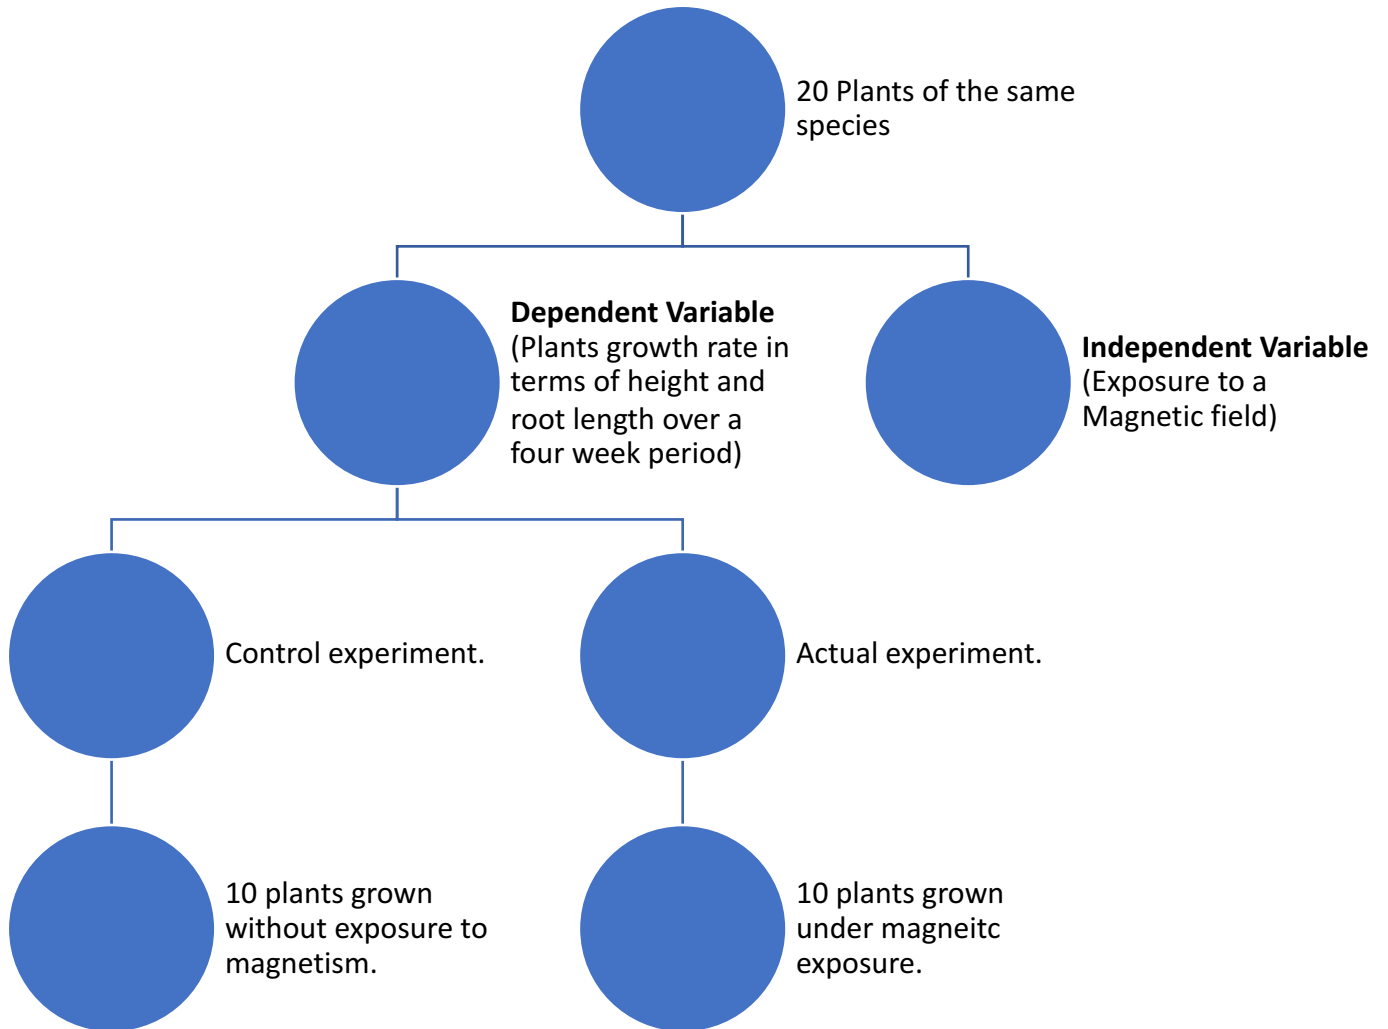 20 Plants of the same
species
Dependent Variable
(Plants growth rate in
terms of height and
root length over a
four week period)
Independent Variable
(Exposure to a
Magnetic field)
Control experiment.
Actual experiment.
10 plants grown
without exposure to
magnetism.
10 plants grown
under magneitc
exposure.